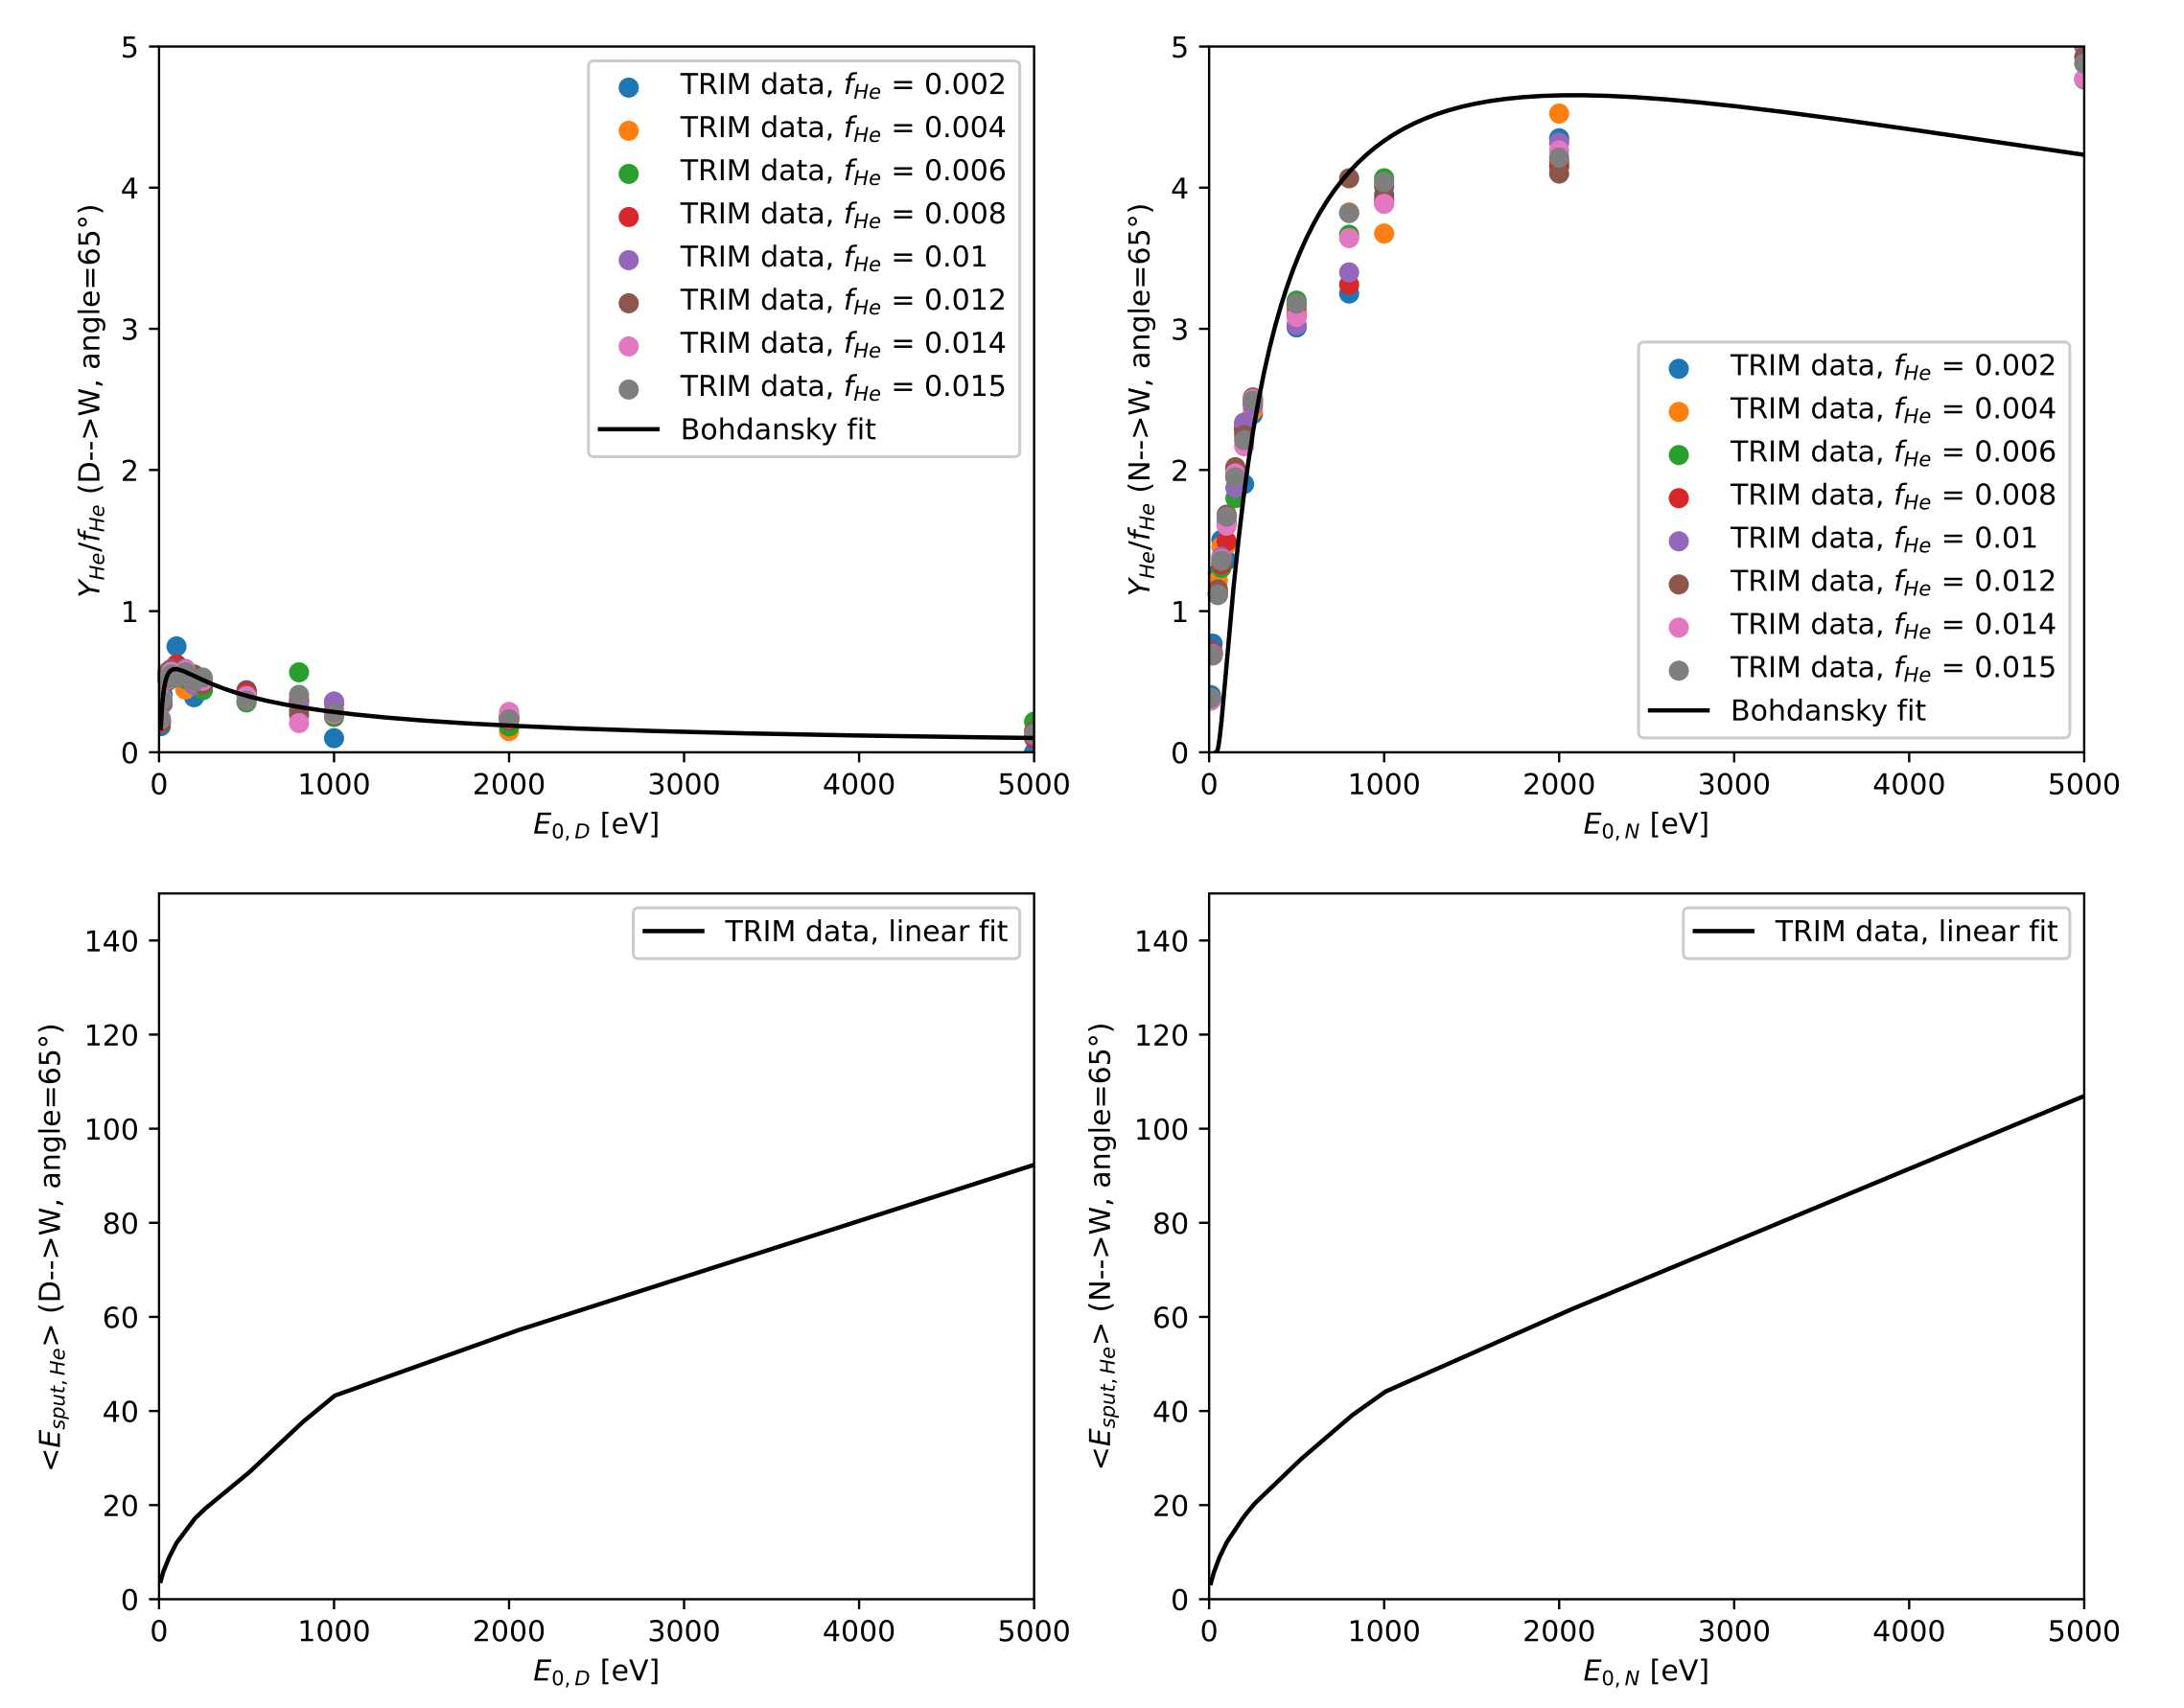 5
4
3
2
1
0
Y_He/f_He (D-->W, angle=65°)
TRIM data, f_He = 0.002
TRIM data, f_He = 0.004
TRIM data, f_He = 0.006
TRIM data, f_He = 0.008
TRIM data, f_He = 0.01
TRIM data, f_He = 0.012
TRIM data, f_He = 0.014
TRIM data, f_He = 0.015
Bohdansky fit
0 1000 2000 3000 4000 5000
E_0,D [eV]
5
4
3
2
1
0
Y_He/f_He (N-->W, angle=65°)
TRIM data, f_He = 0.002
TRIM data, f_He = 0.004
TRIM data, f_He = 0.006
TRIM data, f_He = 0.008
TRIM data, f_He = 0.01
TRIM data, f_He = 0.012
TRIM data, f_He = 0.014
TRIM data, f_He = 0.015
Bohdansky fit
0 1000 2000 3000 4000 5000
E_0,N [eV]
140
120
100
80
60
40
20
0
<E_sput,He> (D-->W, angle=65°)
TRIM data, linear fit
0 1000 2000 3000 4000 5000
E_0,D [eV]
140
120
100
80
60
40
20
0
<E_sput,He> (N-->W, angle=65°)
TRIM data, linear fit
0 1000 2000 3000 4000 5000
E_0,N [eV]